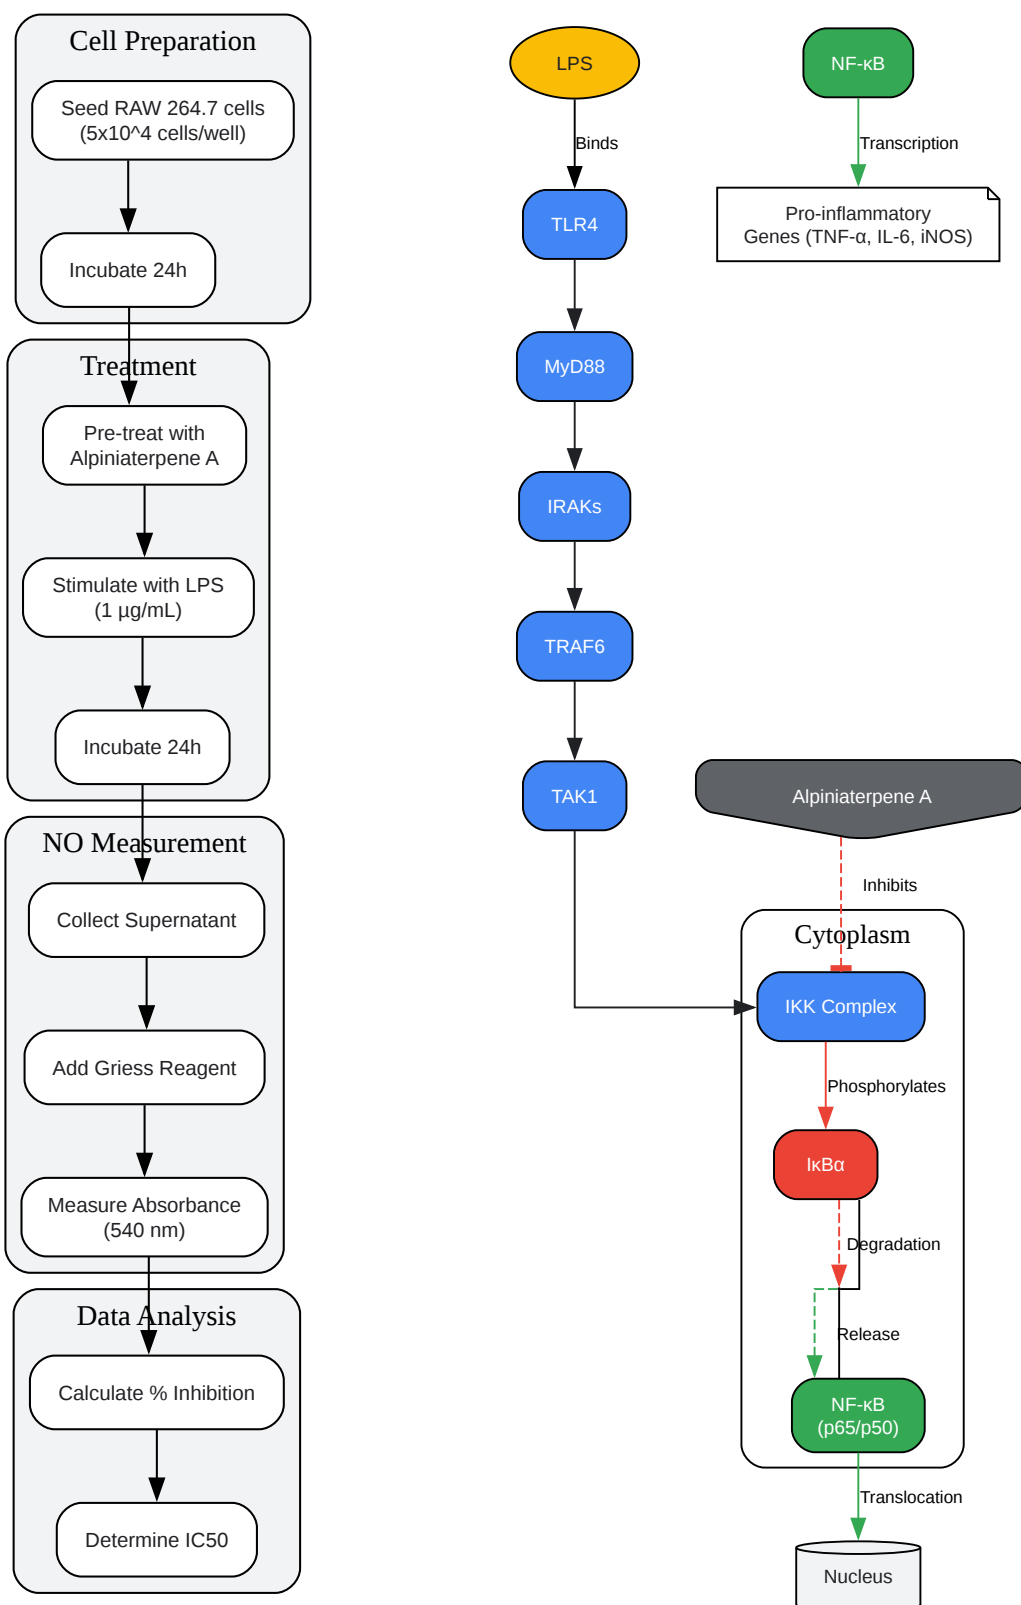 Cell Preparation
Seed RAW 264.7 cells
(5x10^4 cells/well)
Incubate 24h
Treatment
Pre-treat with
Alpiniaterpene A
Stimulate with LPS
(1 µg/mL)
Incubate 24h
NO Measurement
Collect Supernatant
Add Griess Reagent
Measure Absorbance
(540 nm)
Data Analysis
Calculate % Inhibition
Determine IC50
LPS
Binds
TLR4
MyD88
IRAKs
TRAF6
TAK1
NF-κB
Transcription
Pro-inflammatory
Genes (TNF-α, IL-6, iNOS)
Alpiniaterpene A
Inhibits
Cytoplasm
IKK Complex
Phosphorylates
IκBα
Degradation
Release
NF-κB
(p65/p50)
Translocation
Nucleus